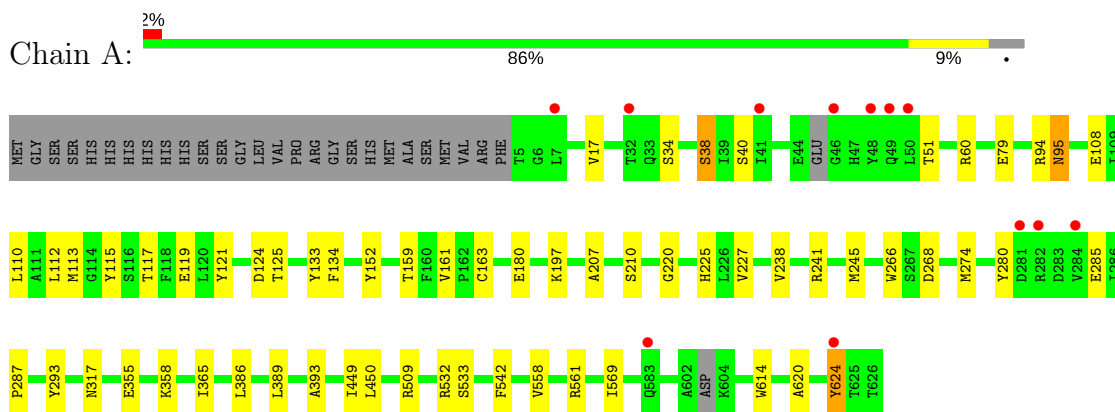 2%
Chain A:
86% 9% •
MET GLY SER SER HIS HIS HIS HIS HIS HIS SER SER GLY LEU VAL PRO ARG GLY SER HIS MET ALA SER MET VAL ARG PHE T5 G6 L7 V17 T32 Q33 S34 S38 I39 S40 I41 E44 GLU G46 H47 Y48 Q49 L50 T51 R60 E79 R94 N95 E108 I109
L110 A111 L112 M113 G114 Y115 S116 T117 F118 E119 L120 Y121 D124 T125 Y133 F134 Y152 T159 F160 V161 P162 C163 E180 K197 A207 S210 G220 H225 L226 V227 V238 R241 M245 W266 S267 D268 M274 Y280 D281 R282 D283 V284 E285 I286
P287 Y293 N317 E355 K358 I365 L386 L389 A393 I449 L450 R509 R532 S533 F542 V558 R561 I569 Q583 A602 ASP K604 W614 A620 Y624 T625 T626